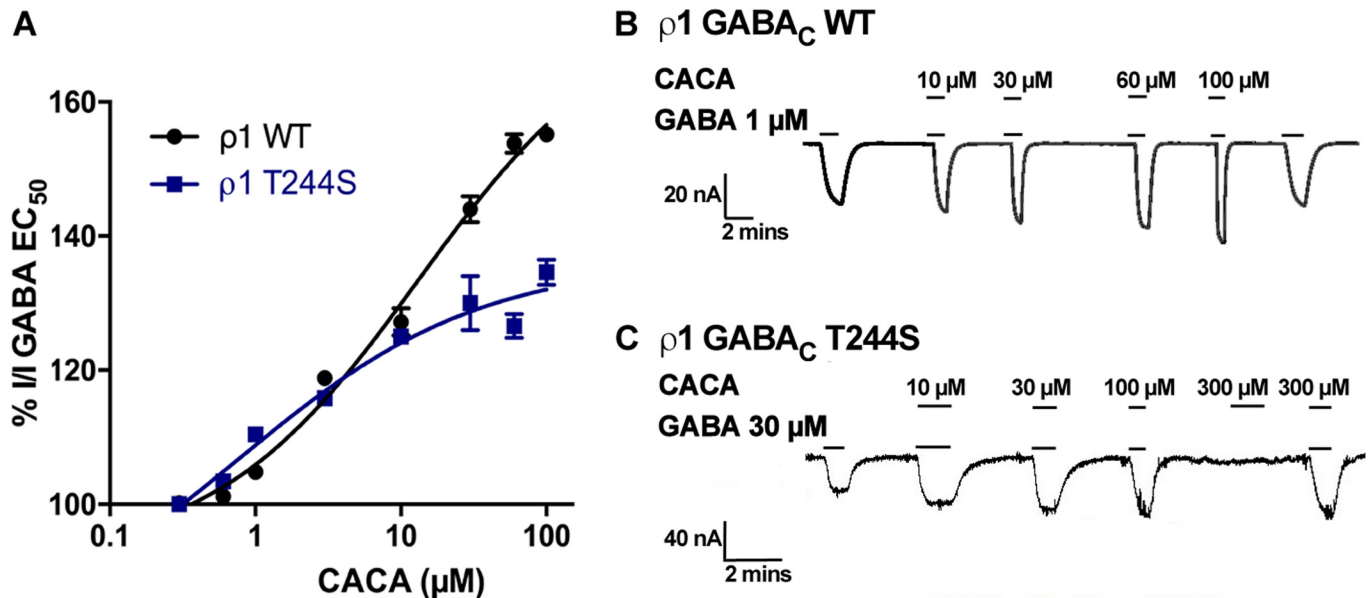 A
% I/I GABA EC50
160
140
120
100
ρ1 WT
ρ1 T244S
0.1
1
10
100
CACA (µM)
B ρ1 GABAC WT
CACA
10 µM 30 µM 60 µM 100 µM
GABA 1 µM
20 nA
2 mins
C ρ1 GABAC T244S
CACA
10 µM 30 µM 100 µM 300 µM 300 µM
GABA 30 µM
40 nA
2 mins